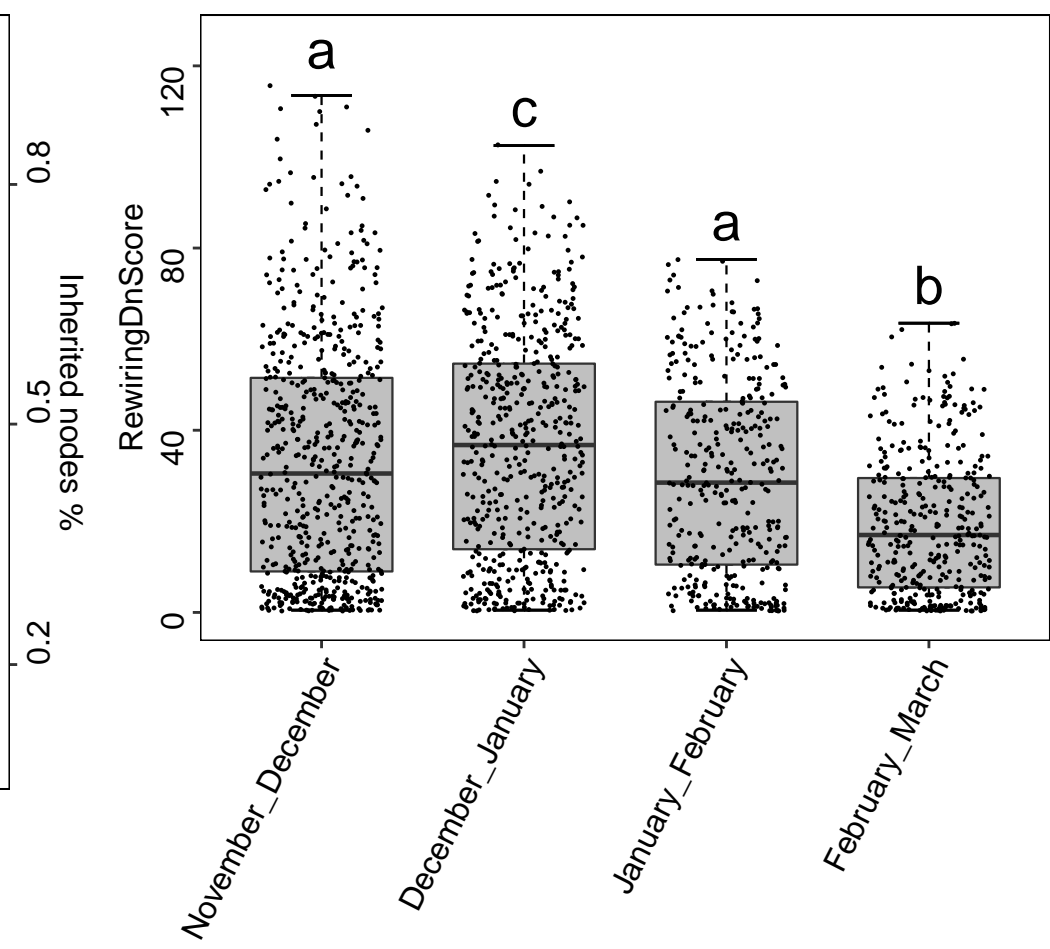 0.8
0.5
0.2
Inherited nodes %
RewiringDnScore
120
80
40
0
a
c
a
b
November_December
December_January
January_February
February_March